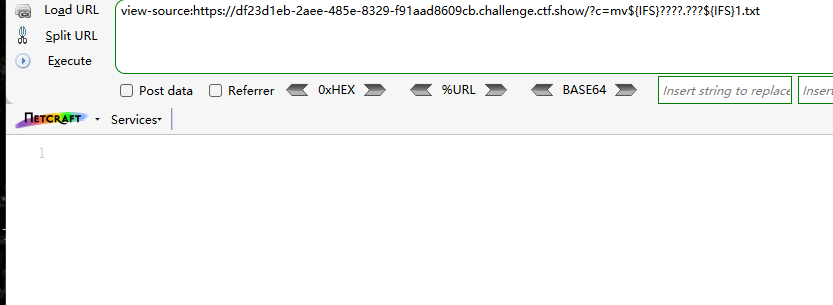 Load URL
view-source:https://df23d1eb-2aee-485e-8329-f91aad8609cb.challenge.ctf.show/?c=mv${IFS}????.???${IFS}1.txt
Split URL
Execute
Post data Referrer 0xHEX %URL BASE64 Insert string to replace Insert
NETCRAFT Services
1